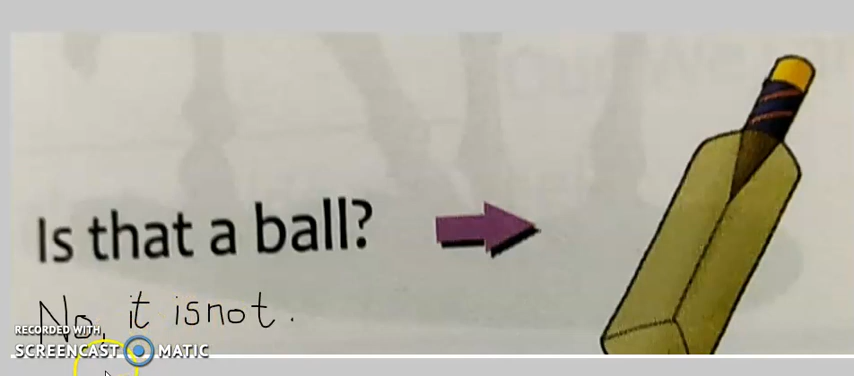 Is that a ball?
No, it isnot.
RECORDED WITH
SCREENCAST MATIC